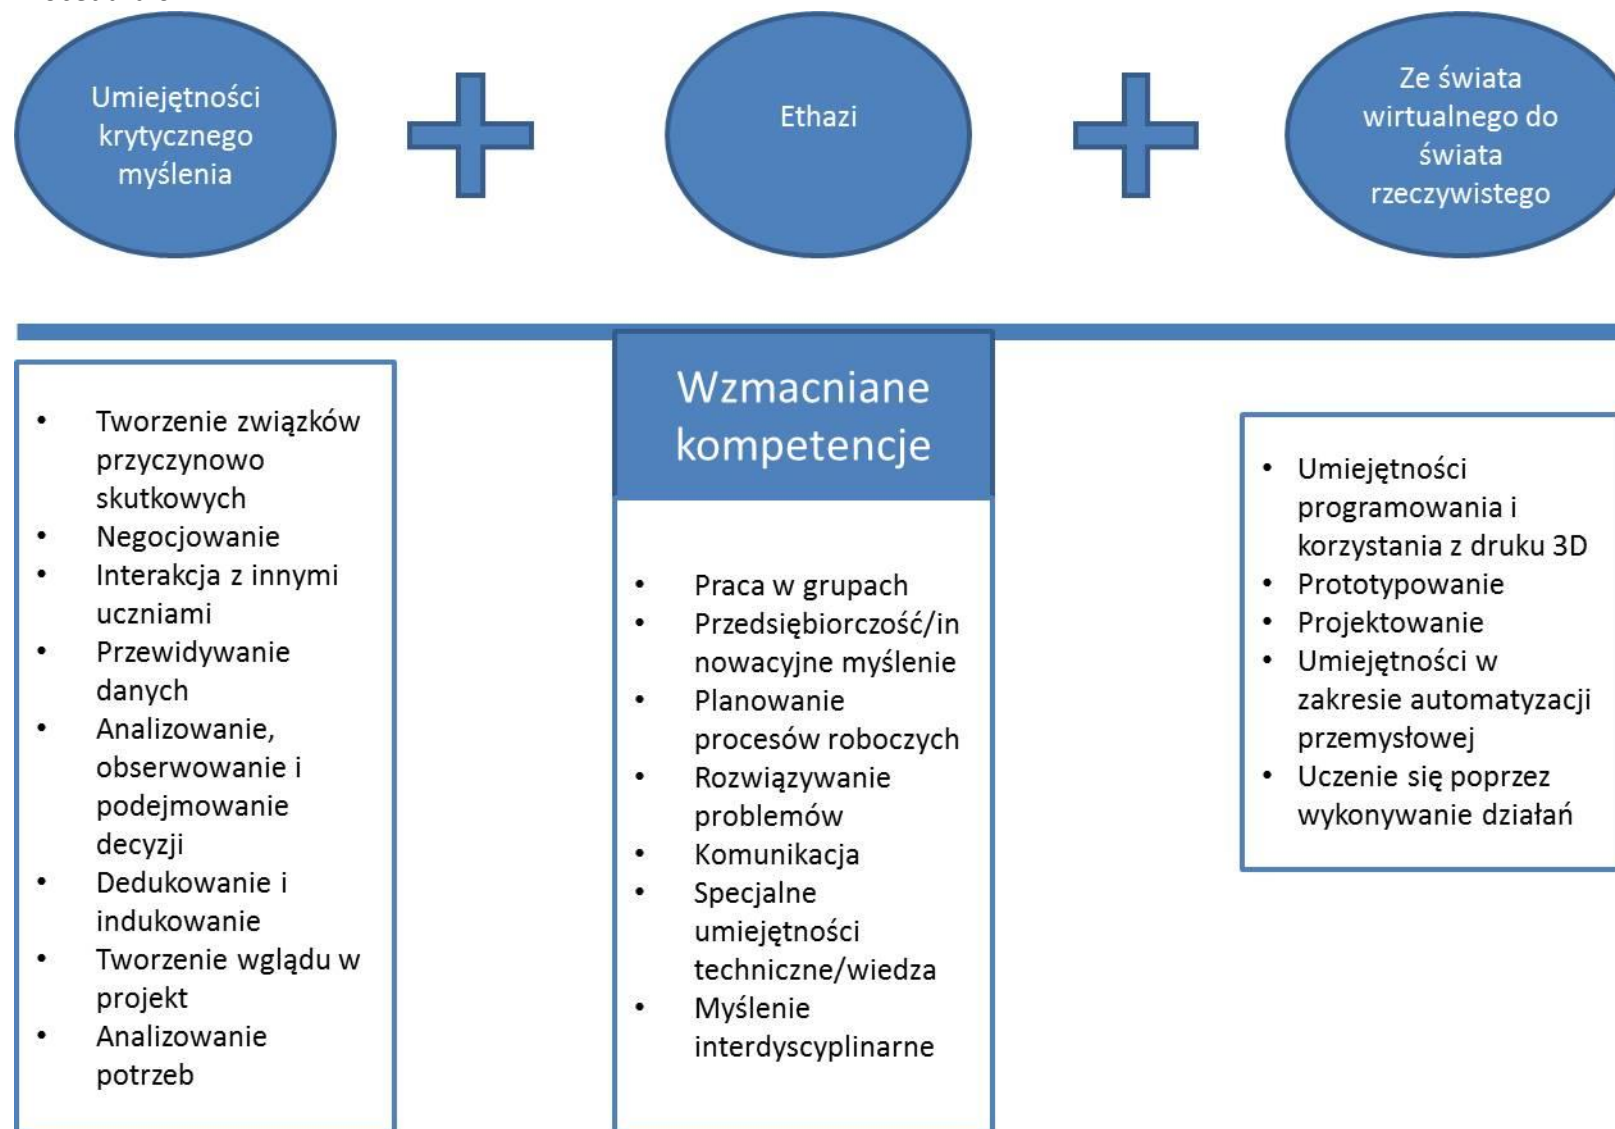 Umiejętności
krytycznego
myślenia
Ethazi
Ze świata
wirtualnego do
świata
rzeczywistego
• Tworzenie związków
przyczynowo
skutkowych
• Negocjowanie
• Interakcja z innymi
uczniami
• Przewidywanie
danych
• Analizowanie,
obserwowanie i
podejmowanie
decyzji
• Dedukowanie i
indukowanie
• Tworzenie wglądu w
projekt
• Analizowanie
potrzeb
Wzmacniane
kompetencje
• Praca w grupach
• Przedsiębiorczość/in
nowacyjne myślenie
• Planowanie
procesów roboczych
• Rozwiązywanie
problemów
• Komunikacja
• Specjalne
umiejętności
techniczne/wiedza
• Myślenie
interdyscyplinarne
• Umiejętności
programowania i
korzystania z druku 3D
• Prototypowanie
• Projektowanie
• Umiejętności w
zakresie automatyzacji
przemysłowej
• Uczenie się poprzez
wykonywanie działań